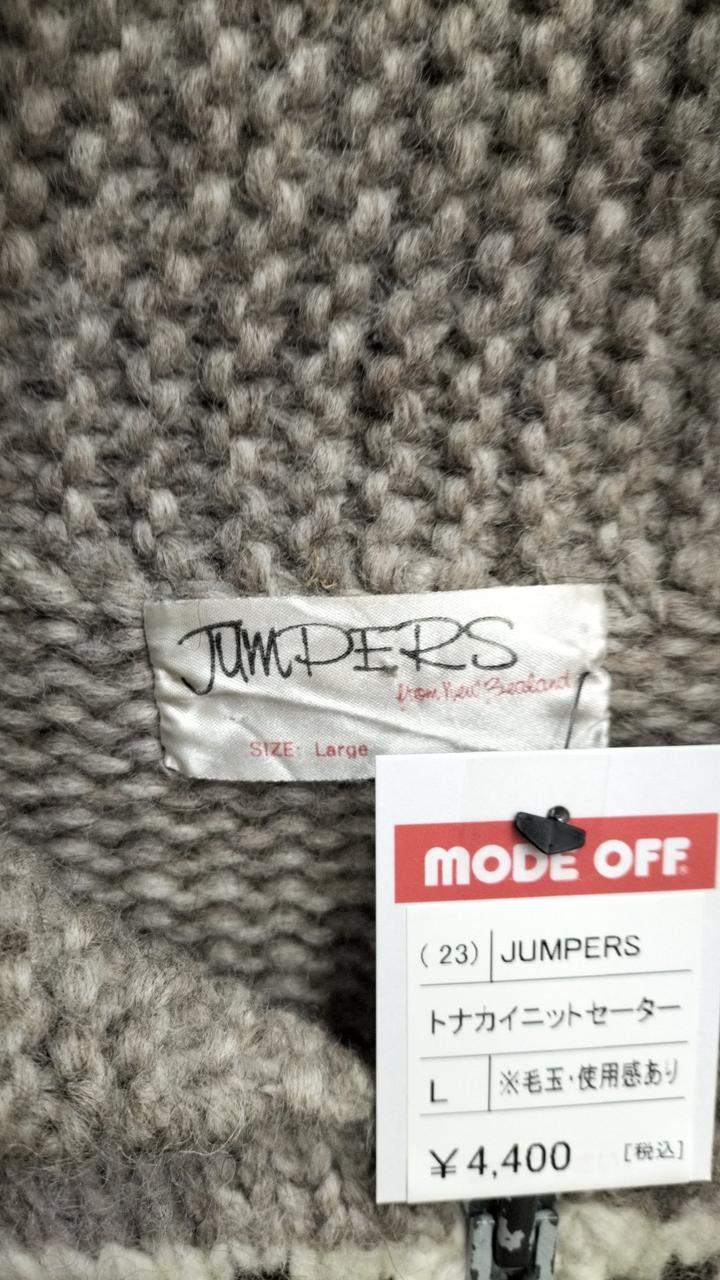 JUMPERS
from New Zealand
SIZE: Large
MODE OFF®
( 23) JUMPERS
トナカイニットセーター
L ※毛玉・使用感あり
¥4,400 [税込]